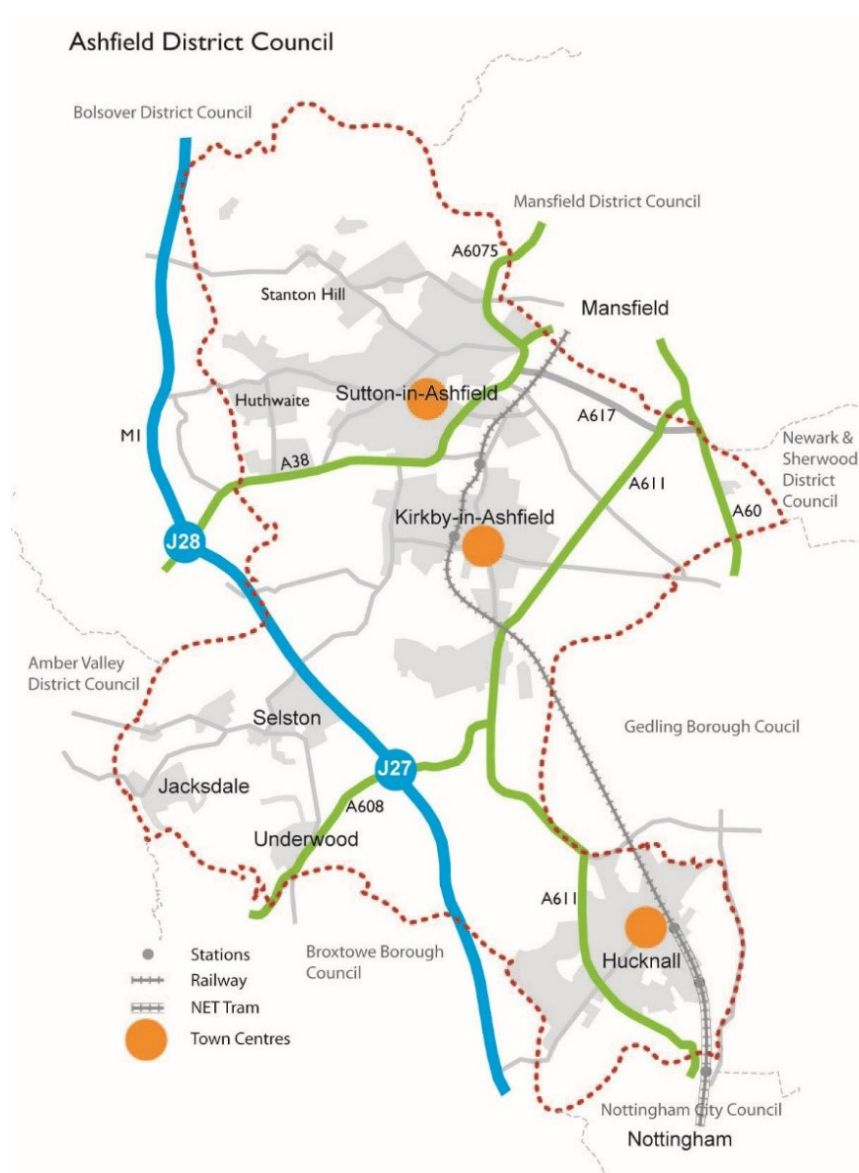 Ashfield District Council
Bolsover District Council
Mansfield District Council
A6075
Stanton Hill
Mansfield
Huthwaite
Sutton-in-Ashfield
A617
M1
Newark &
Sherwood
District
Council
A38
A611
A60
Kirkby-in-Ashfield
J28
Amber Valley
District Council
Selston
Gedling Borough Coucil
J27
Jacksdale
A608
Underwood
A611
Broxtowe Borough
Council
Hucknall
Stations
Railway
NET Tram
Town Centres
Nottingham City Council
Nottingham